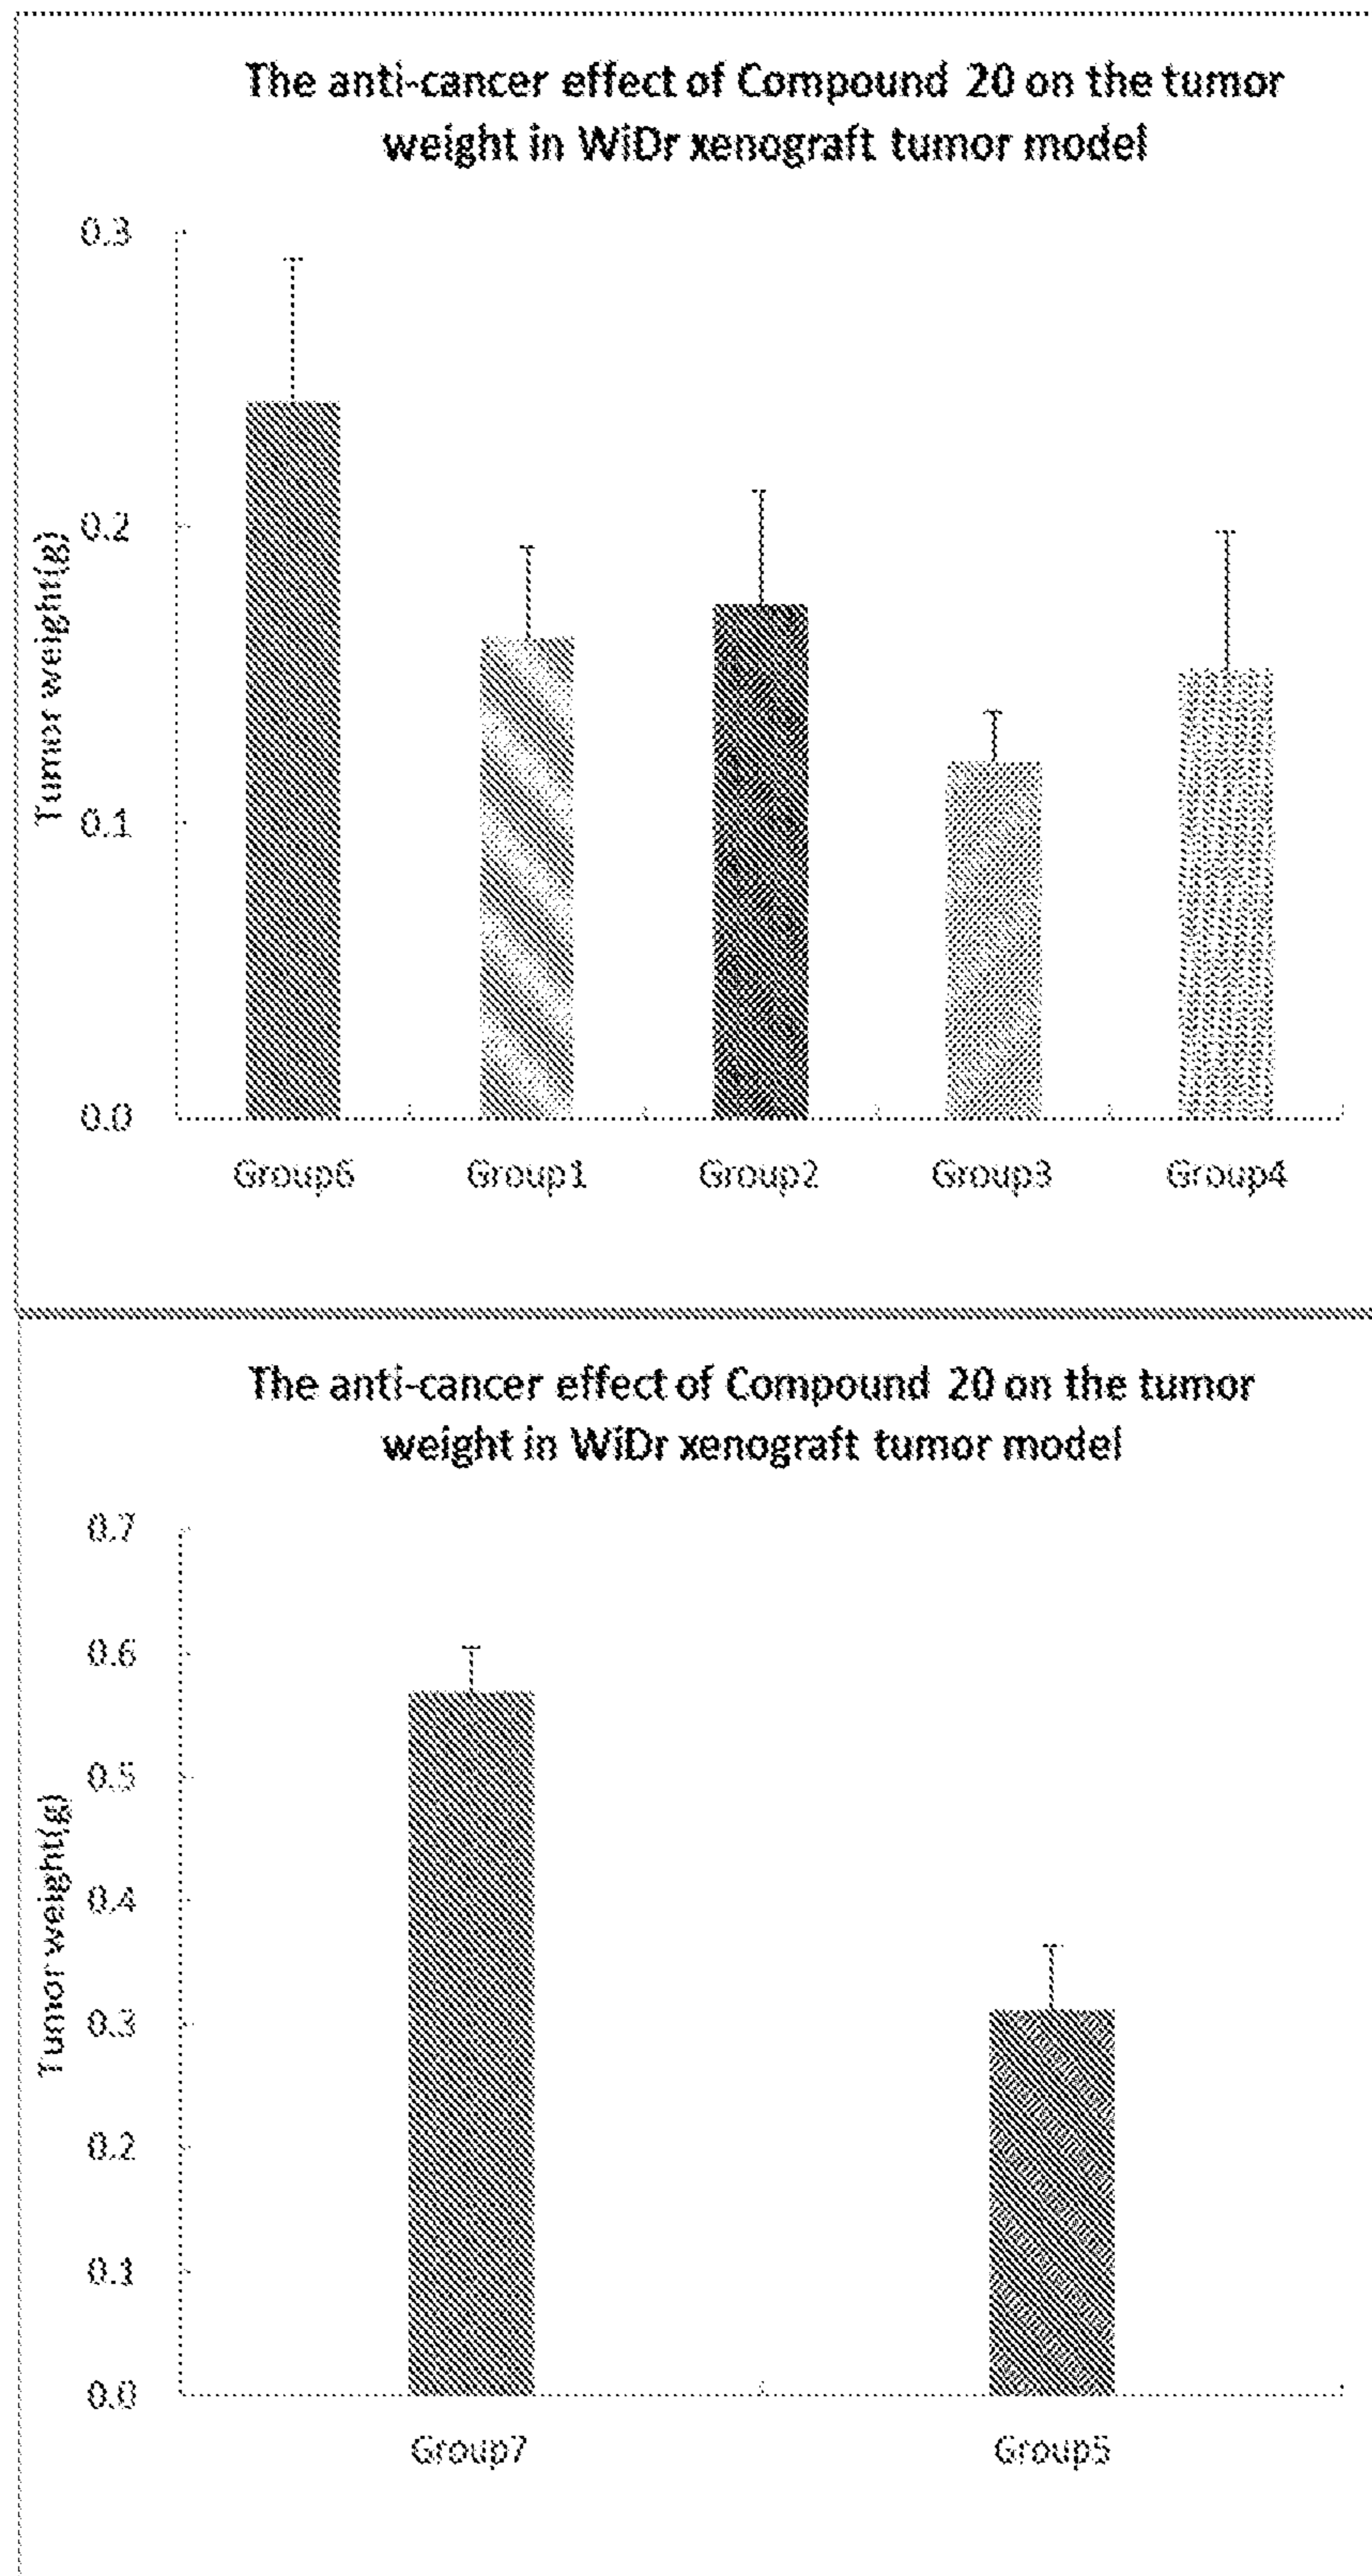 The anti-cancer effect of Compound 20 on the tumor
weight in WiDr xenograft tumor model
Tumor weight(g)
0.3
0.2
0.1
0.0
Group6
Group1
Group2
Group3
Group4
The anti-cancer effect of Compound 20 on the tumor
weight in WiDr xenograft tumor model
Tumor weight(g)
0.7
0.6
0.5
0.4
0.3
0.2
0.1
0.0
Group7
Group5